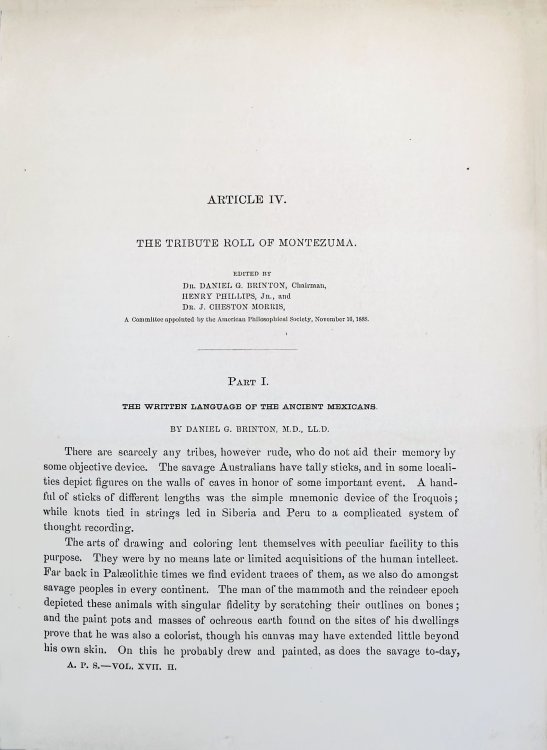 ARTICLE IV.
THE TRIBUTE ROLL OF MONTEZUMA.
EDITED BY
DR. DANIEL G. BRINTON, Chairman,
HENRY PHILLIPS, JR., and
DR. J. CHESTON MORRIS,
A Committee appointed by the American Philosophical Society, November 16, 1888.
PART I.
THE WRITTEN LANGUAGE OF THE ANCIENT MEXICANS.
BY DANIEL G. BRINTON, M.D., LL.D.
There are scarcely any tribes, however rude, who do not aid their memory by
some objective device. The savage Australians have tally sticks, and in some locali-
ties depict figures on the walls of caves in honor of some important event. A hand-
ful of sticks of different lengths was the simple mnemonic device of the Iroquois;
while knots tied in strings led in Siberia and Peru to a complicated system of
thought recording.
The arts of drawing and coloring lent themselves with peculiar facility to this
purpose. They were by no means late or limited acquisitions of the human intellect.
Far back in Palæolithic times we find evident traces of them, as we also do amongst
savage peoples in every continent. The man of the mammoth and the reindeer epoch
depicted these animals with singular fidelity by scratching their outlines on bones;
and the paint pots and masses of ochreous earth found on the sites of his dwellings
prove that he was also a colorist, though his canvas may have extended little beyond
his own skin. On this he probably drew and painted, as does the savage to-day,
A. P. S.—VOL. XVII. H.